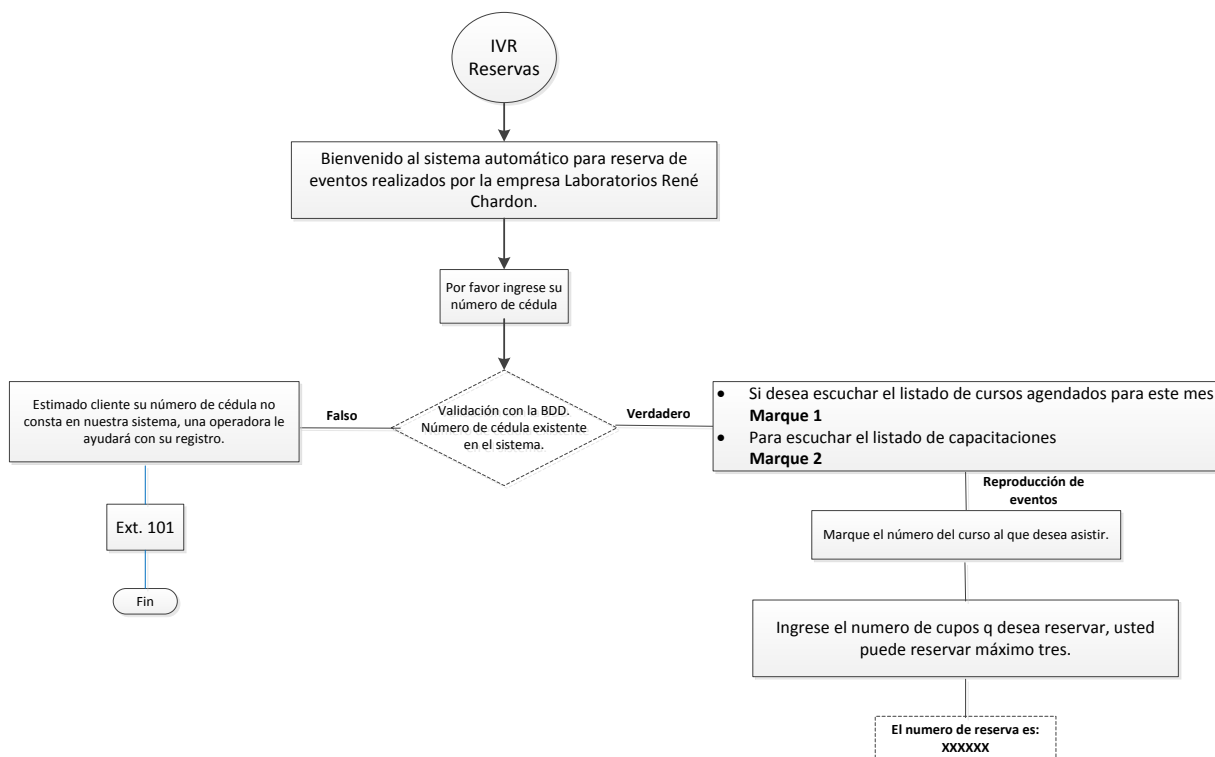 IVR
Reservas
Bienvenido al sistema automático para reserva de
eventos realizados por la empresa Laboratorios René
Chardon.
Por favor ingrese su
número de cédula
Validación con la BDD.
Número de cédula existente
en el sistema.
Falso
Estimado cliente su número de cédula no
consta en nuestra sistema, una operadora le
ayudará con su registro.
Ext. 101
Fin
Verdadero
• Si desea escuchar el listado de cursos agendados para este mes
Marque 1
• Para escuchar el listado de capacitaciones
Marque 2
Reproducción de
eventos
Marque el número del curso al que desea asistir.
Ingrese el numero de cupos q desea reservar, usted
puede reservar máximo tres.
El numero de reserva es:
XXXXXX